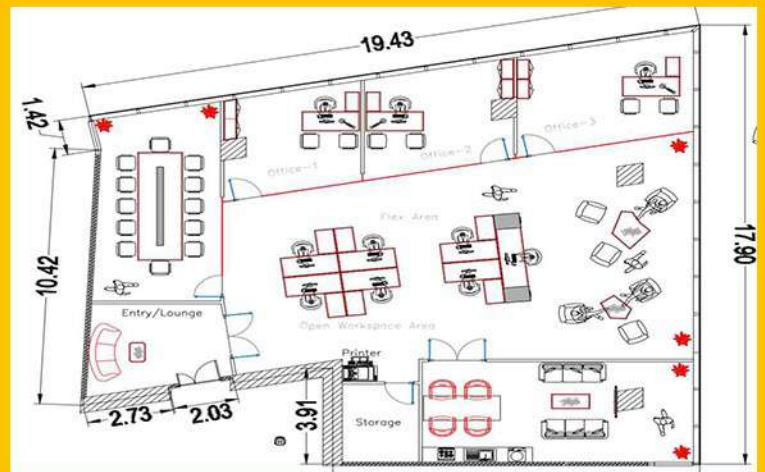 19.43
1.42
17.90
Office-1
Office-2
Office-3
Flex Area
10.42
Entry/Lounge
Open Workspace Area
Printer
2.73
2.03
3.91
Storage